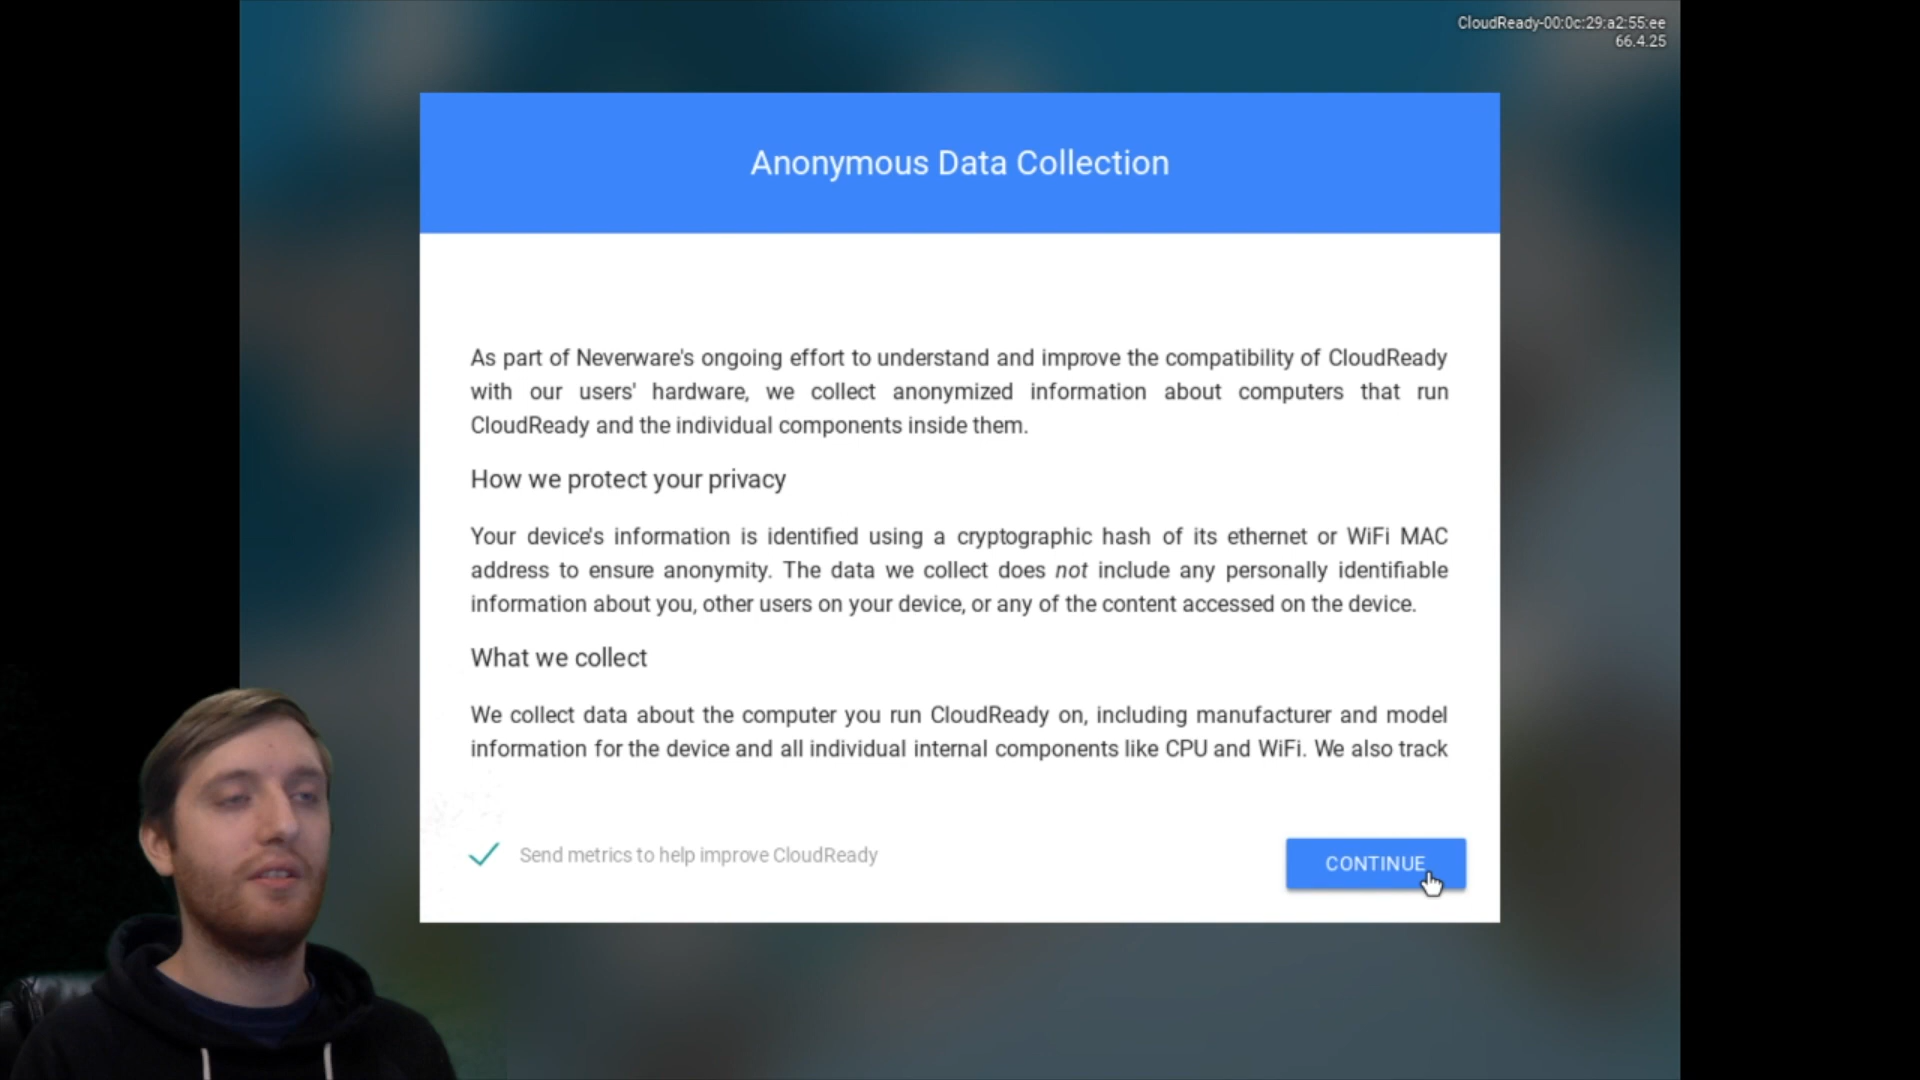 CloudReady-00:0c:29:a2:55:ee
66.4.25
Anonymous Data Collection
As part of Neverware's ongoing effort to understand and improve the compatibility of CloudReady
with our users' hardware, we collect anonymized information about computers that run
CloudReady and the individual components inside them.
How we protect your privacy
Your device's information is identified using a cryptographic hash of its ethernet or WiFi MAC
address to ensure anonymity. The data we collect does not include any personally identifiable
information about you, other users on your device, or any of the content accessed on the device.
What we collect
We collect data about the computer you run CloudReady on, including manufacturer and model
information for the device and all individual internal components like CPU and WiFi. We also track
Send metrics to help improve CloudReady
CONTINUE